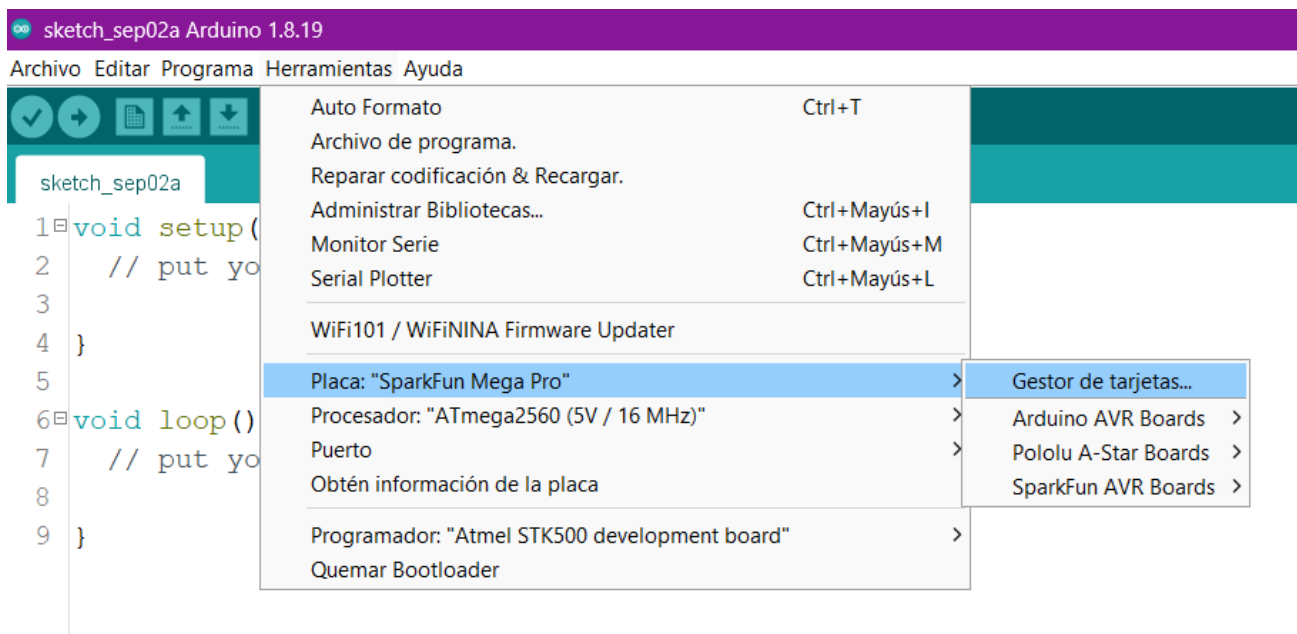 sketch_sep02a Arduino 1.8.19
Archivo Editar Programa Herramientas Ayuda
sketch_sep02a
1 void setup(
2 // put yo
3
4 }
5
6 void loop()
7 // put yo
8
9 }
Auto Formato Ctrl+T
Archivo de programa.
Reparar codificación & Recargar.
Administrar Bibliotecas... Ctrl+Mayús+I
Monitor Serie Ctrl+Mayús+M
Serial Plotter Ctrl+Mayús+L
WiFi101 / WiFiNINA Firmware Updater
Placa: "SparkFun Mega Pro"
Procesador: "ATmega2560 (5V / 16 MHz)"
Puerto
Obtén información de la placa
Programador: "Atmel STK500 development board"
Quemar Bootloader
Gestor de tarjetas...
Arduino AVR Boards
Pololu A-Star Boards
SparkFun AVR Boards